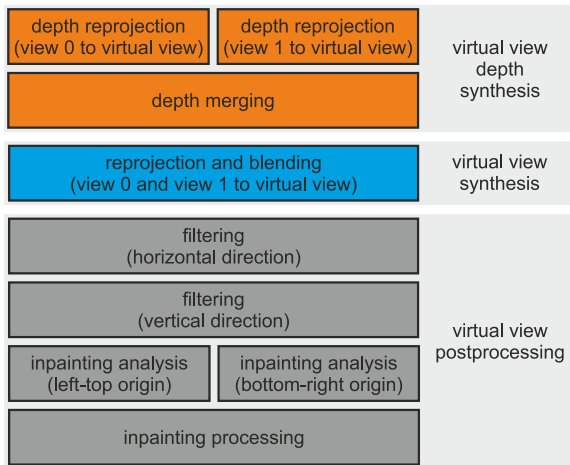 depth reprojection
(view 0 to virtual view)
depth reprojection
(view 1 to virtual view)
depth merging
virtual view
depth
synthesis
reprojection and blending
(view 0 and view 1 to virtual view)
virtual view
synthesis
filtering
(horizontal direction)
filtering
(vertical direction)
inpainting analysis
(left-top origin)
inpainting analysis
(bottom-right origin)
inpainting processing
virtual view
postprocessing